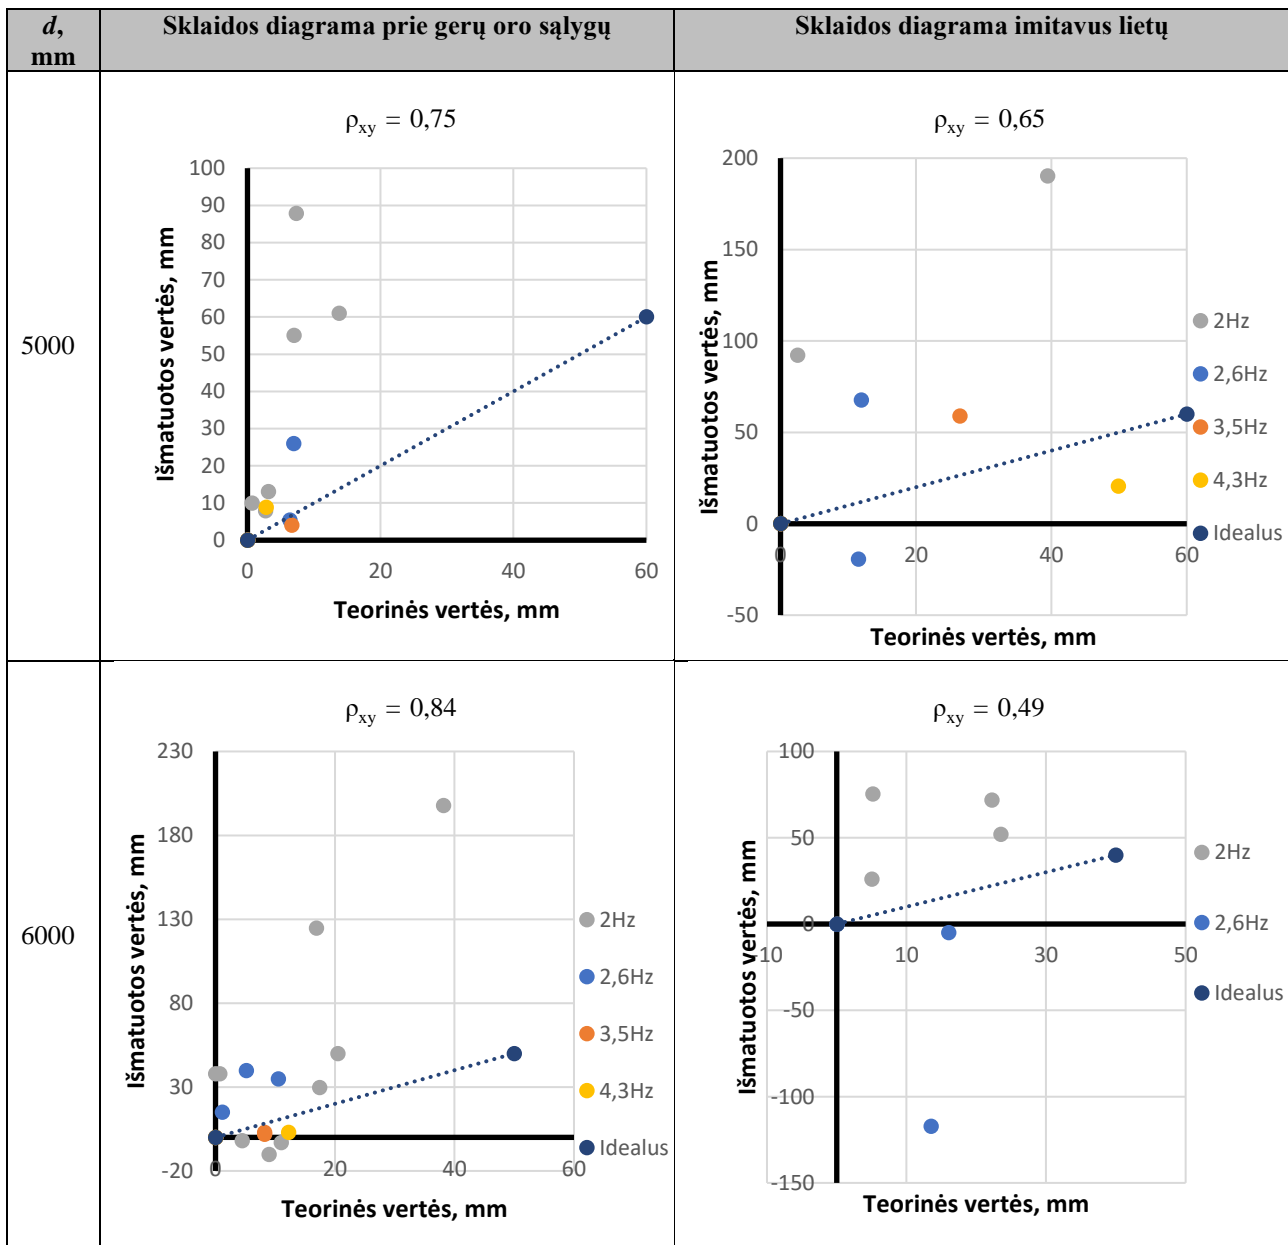 d, mm
Sklaidos diagrama prie gerų oro sąlygų
Sklaidos diagrama imitavus lietų
5000
ρxy = 0,75
100
90
80
70
60
50
40
30
20
10
0
0 20 40 60
Išmatuotos vertės, mm
Teorinės vertės, mm
ρxy = 0,65
200
150
100
50
0
-50
0 20 40 60
Išmatuotos vertės, mm
Teorinės vertės, mm
2Hz
2,6Hz
3,5Hz
4,3Hz
Idealus
6000
ρxy = 0,84
230
180
130
80
30
-20
0 20 40 60
Išmatuotos vertės, mm
Teorinės vertės, mm
2Hz
2,6Hz
3,5Hz
4,3Hz
Idealus
ρxy = 0,49
100
50
0
-50
-100
-150
-10 10 30 50
Išmatuotos vertės, mm
Teorinės vertės, mm
2Hz
2,6Hz
Idealus